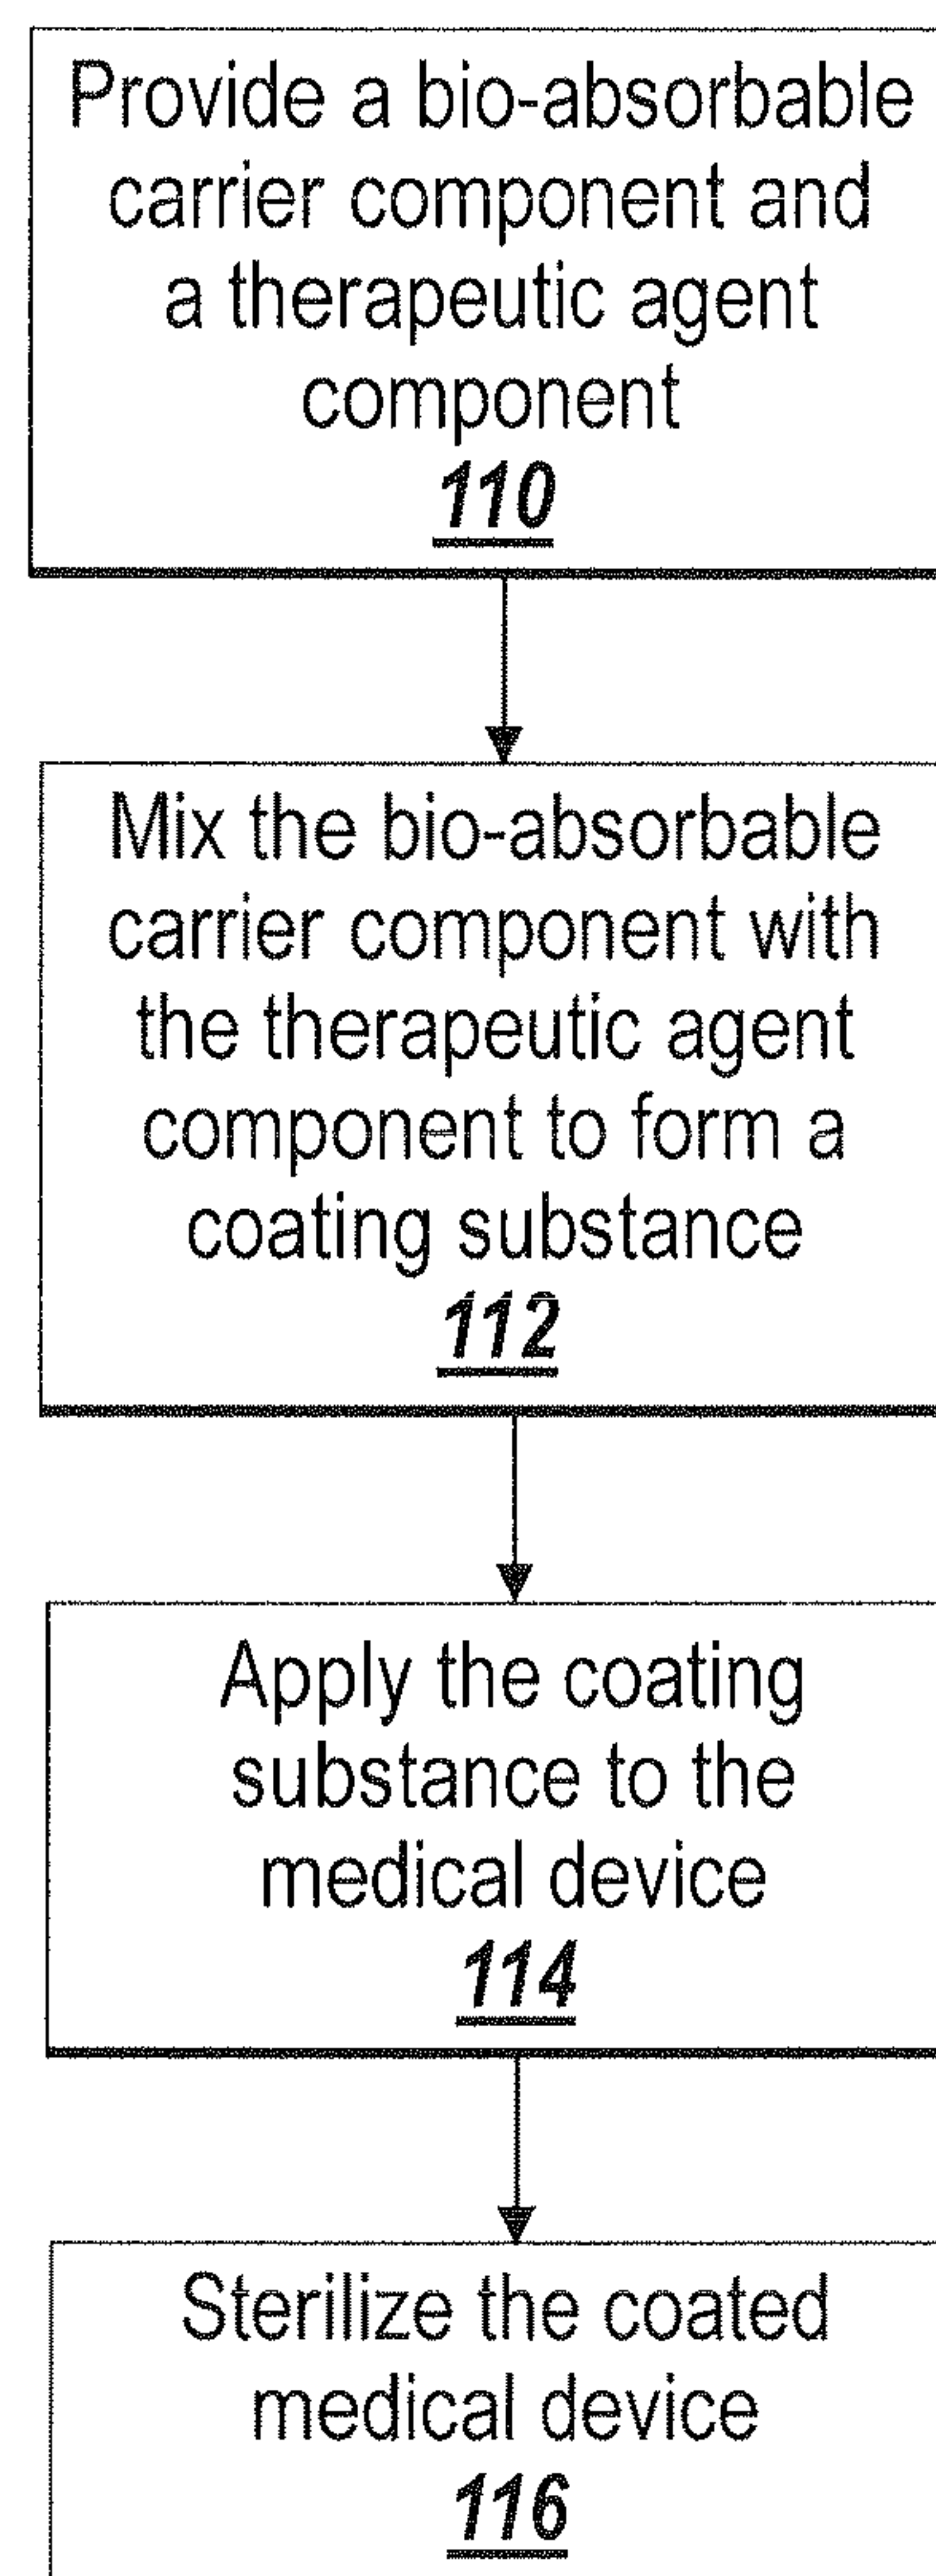 Provide a bio-absorbable
carrier component and
a therapeutic agent
component
110
Mix the bio-absorbable
carrier component with
the therapeutic agent
component to form a
coating substance
112
Apply the coating
substance to the
medical device
114
Sterilize the coated
medical device
116